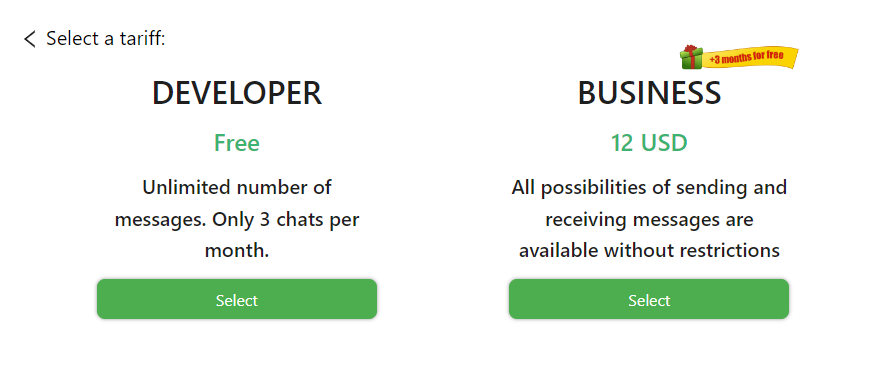 Select a tariff:
+3 months for free
DEVELOPER
BUSINESS
Free
12 USD
Unlimited number of
messages. Only 3 chats per
month.
All possibilities of sending and
receiving messages are
available without restrictions
Select
Select